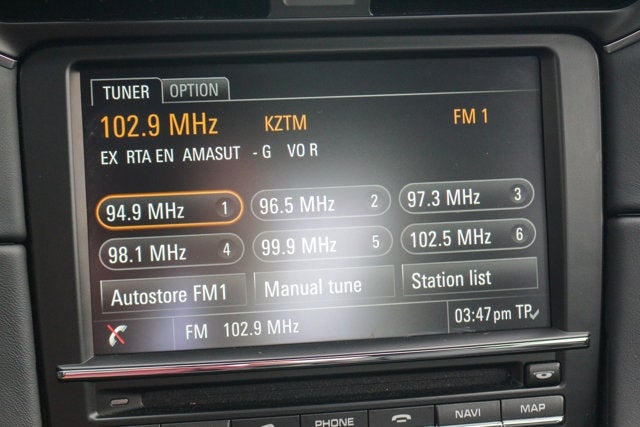 TUNER OPTION
102.9 MHz KZTM FM 1
EX RTA EN AMASUT - G VO R
94.9 MHz 1 96.5 MHz 2 97.3 MHz 3
98.1 MHz 4 99.9 MHz 5 102.5 MHz 6
Autostore FM1 Manual tune Station list
FM 102.9 MHz 03:47pm TP
PHONE NAVI MAP